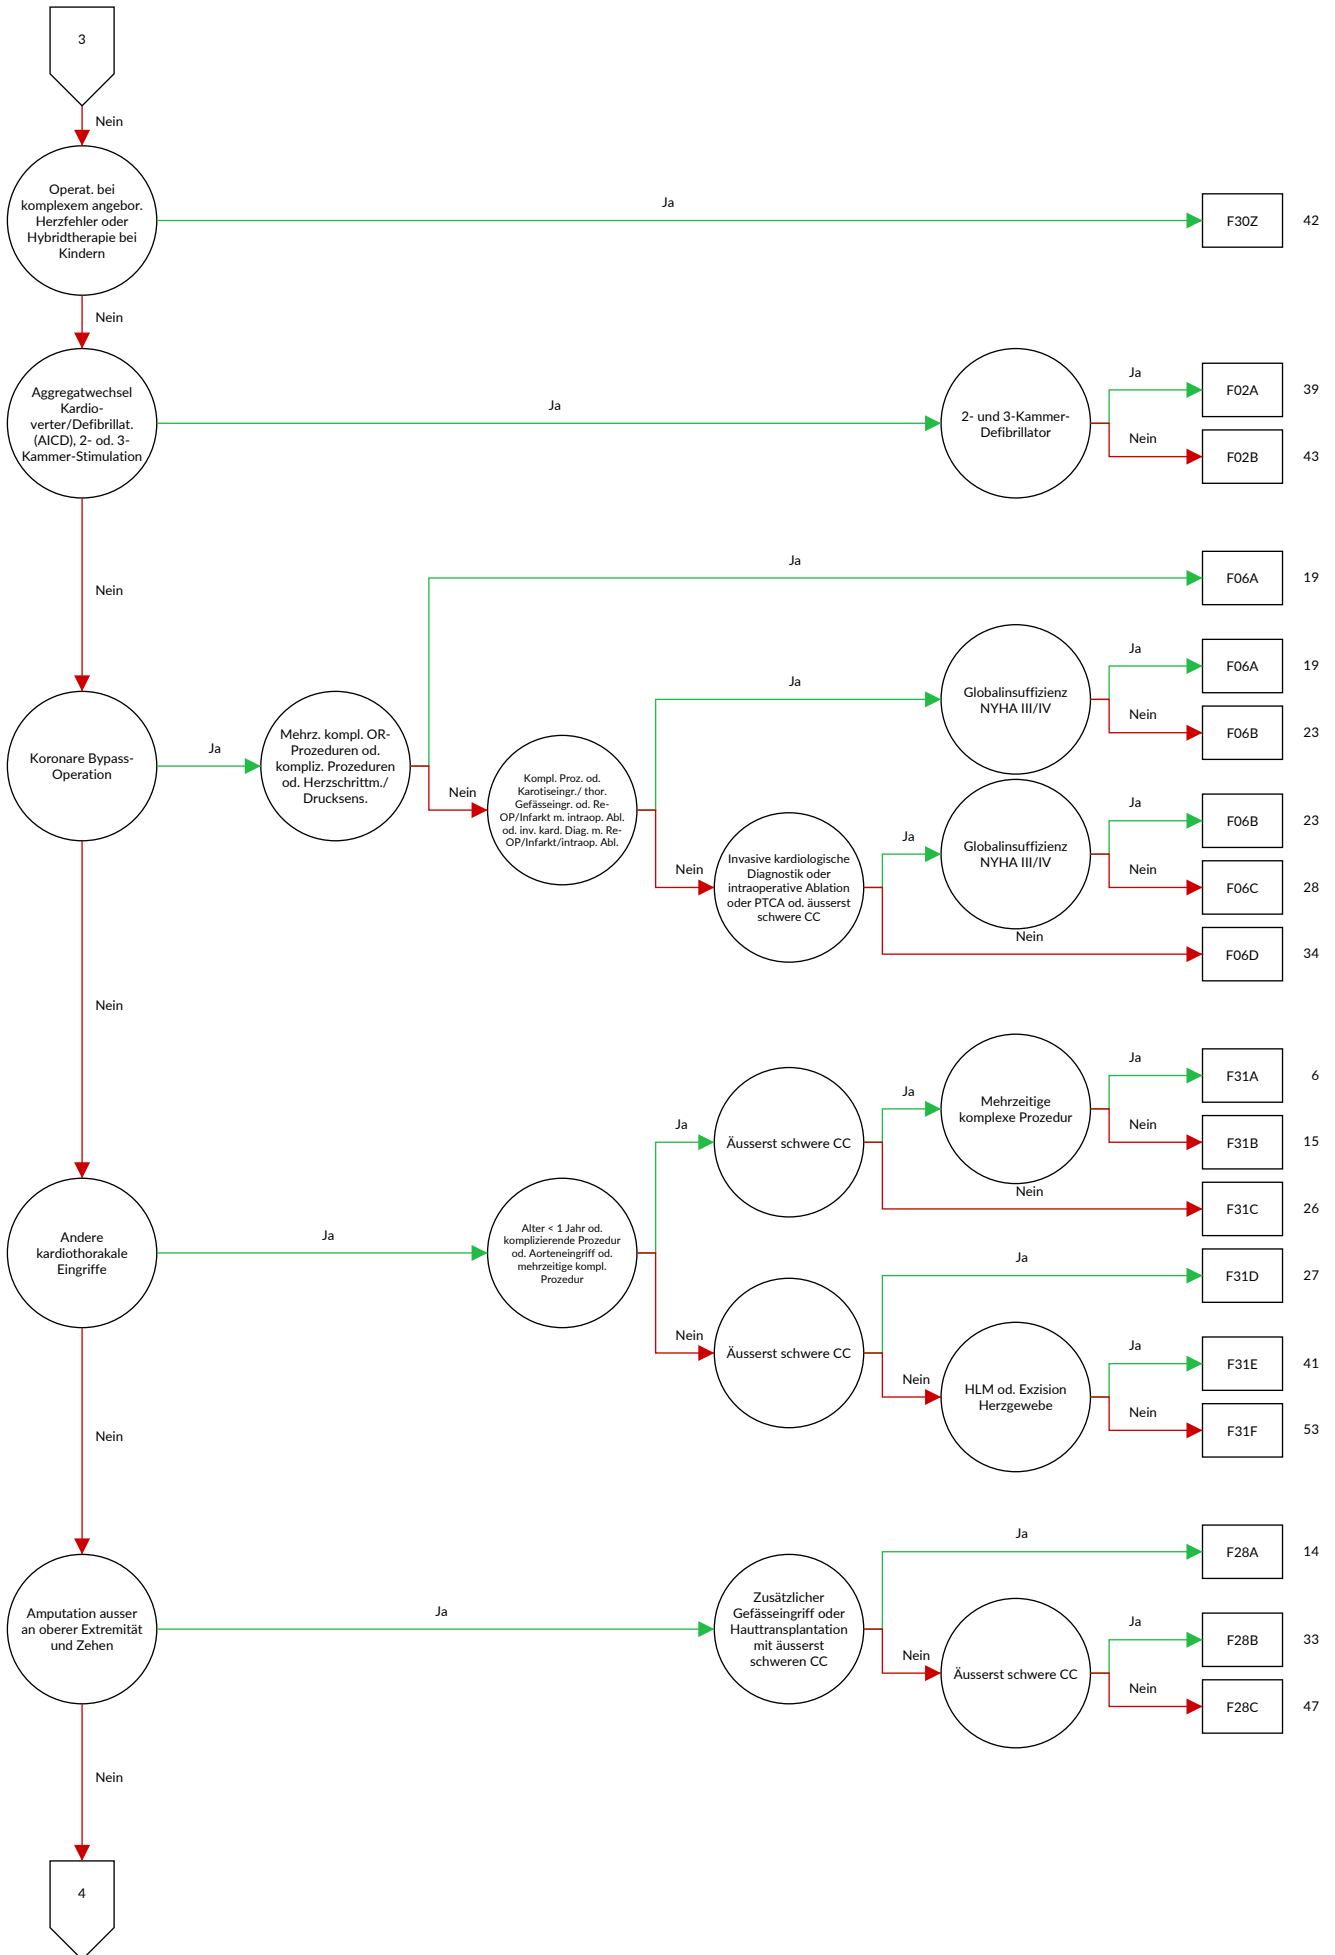 3
Nein
Operat. bei
komplexem angebor.
Herzfehler oder
Hybridtherapie bei
Kindern
Ja
F30Z
42
Nein
Aggregatwechsel
Kardio-
verter/Defibrillat.
(AICD), 2- od. 3-
Kammer-Stimulation
Ja
2- und 3-Kammer-
Defibrillator
Ja
F02A
39
Nein
F02B
43
Nein
Koronare Bypass-
Operation
Ja
Mehrz. kompl. OR-
Prozeduren od.
kompliz. Prozeduren
od. Herzschrittm./
Drucksens.
Ja
F06A
19
Nein
Kompl. Proz. od.
Karotiseingr./ thor.
Gefässeingr. od. Re-
OP/Infarkt m. intraop. Abl.
od. inv. kard. Diag. m. Re-
OP/Infarkt/intraop. Abl.
Ja
Globalinsuffizienz
NYHA III/IV
Ja
F06A
19
Nein
F06B
23
Nein
Invasive kardiologische
Diagnostik oder
intraoperative Ablation
oder PTCA od. äusserst
schwere CC
Ja
Globalinsuffizienz
NYHA III/IV
Ja
F06B
23
Nein
F06C
28
Nein
F06D
34
Nein
Andere
kardiothorakale
Eingriffe
Ja
Alter < 1 Jahr od.
komplizierende Prozedur
od. Aorteneingriff od.
mehrzeitige kompl.
Prozedur
Ja
Äusserst schwere CC
Ja
Mehrzeitige
komplexe Prozedur
Ja
F31A
6
Nein
F31B
15
Nein
F31C
26
Nein
Äusserst schwere CC
Ja
F31D
27
Nein
HLM od. Exzision
Herzgewebe
Ja
F31E
41
Nein
F31F
53
Nein
Amputation ausser
an oberer Extremität
und Zehen
Ja
Zusätzlicher
Gefässeingriff oder
Hauttransplantation
mit äusserst
schweren CC
Ja
F28A
14
Nein
Äusserst schwere CC
Ja
F28B
33
Nein
F28C
47
Nein
4